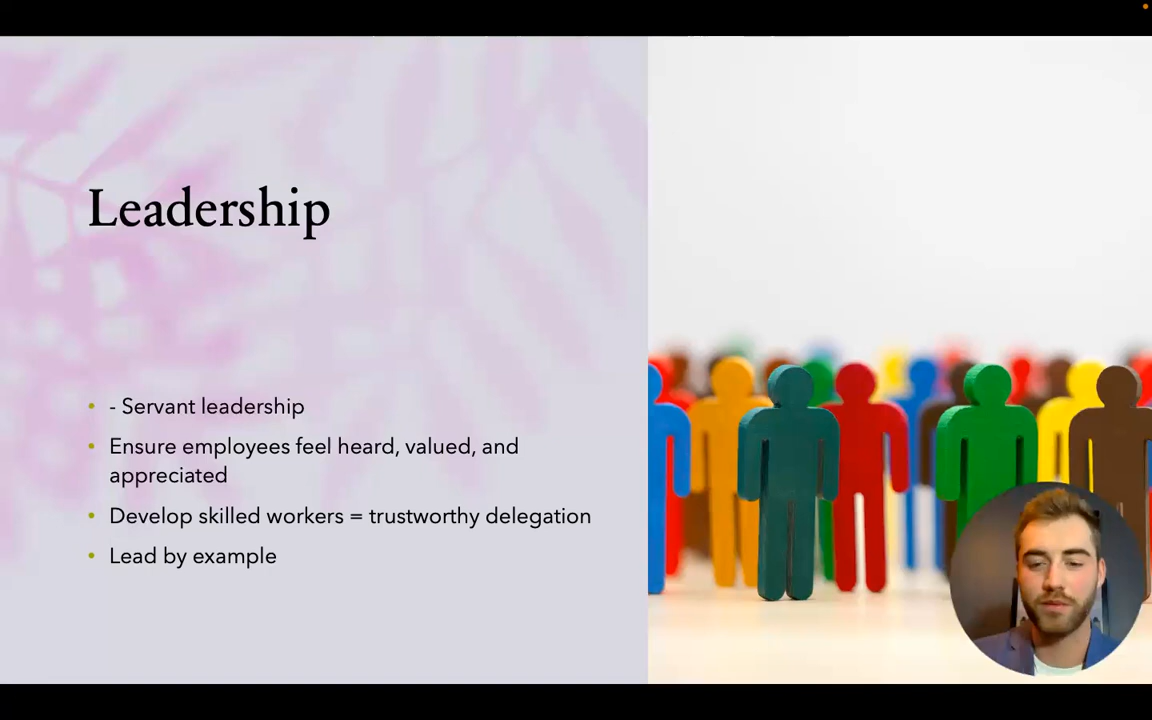 Leadership
• - Servant leadership
• Ensure employees feel heard, valued, and
appreciated
• Develop skilled workers = trustworthy delegation
• Lead by example